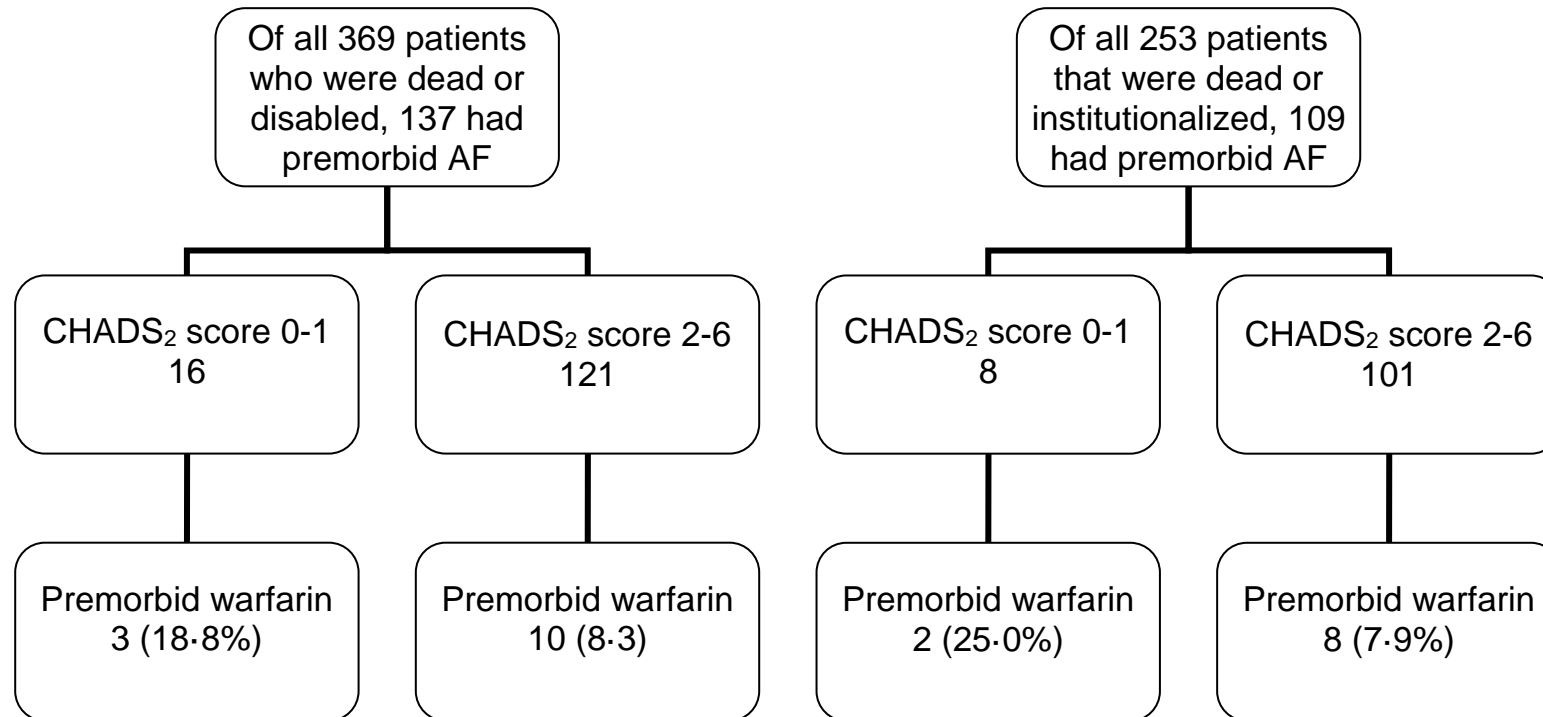 Of all 369 patients
who were dead or
disabled, 137 had
premorbid AF
Of all 253 patients
that were dead or
institutionalized, 109
had premorbid AF
CHADS₂ score 0-1
16
CHADS₂ score 2-6
121
CHADS₂ score 0-1
8
CHADS₂ score 2-6
101
Premorbid warfarin
3 (18·8%)
Premorbid warfarin
10 (8·3)
Premorbid warfarin
2 (25·0%)
Premorbid warfarin
8 (7·9%)